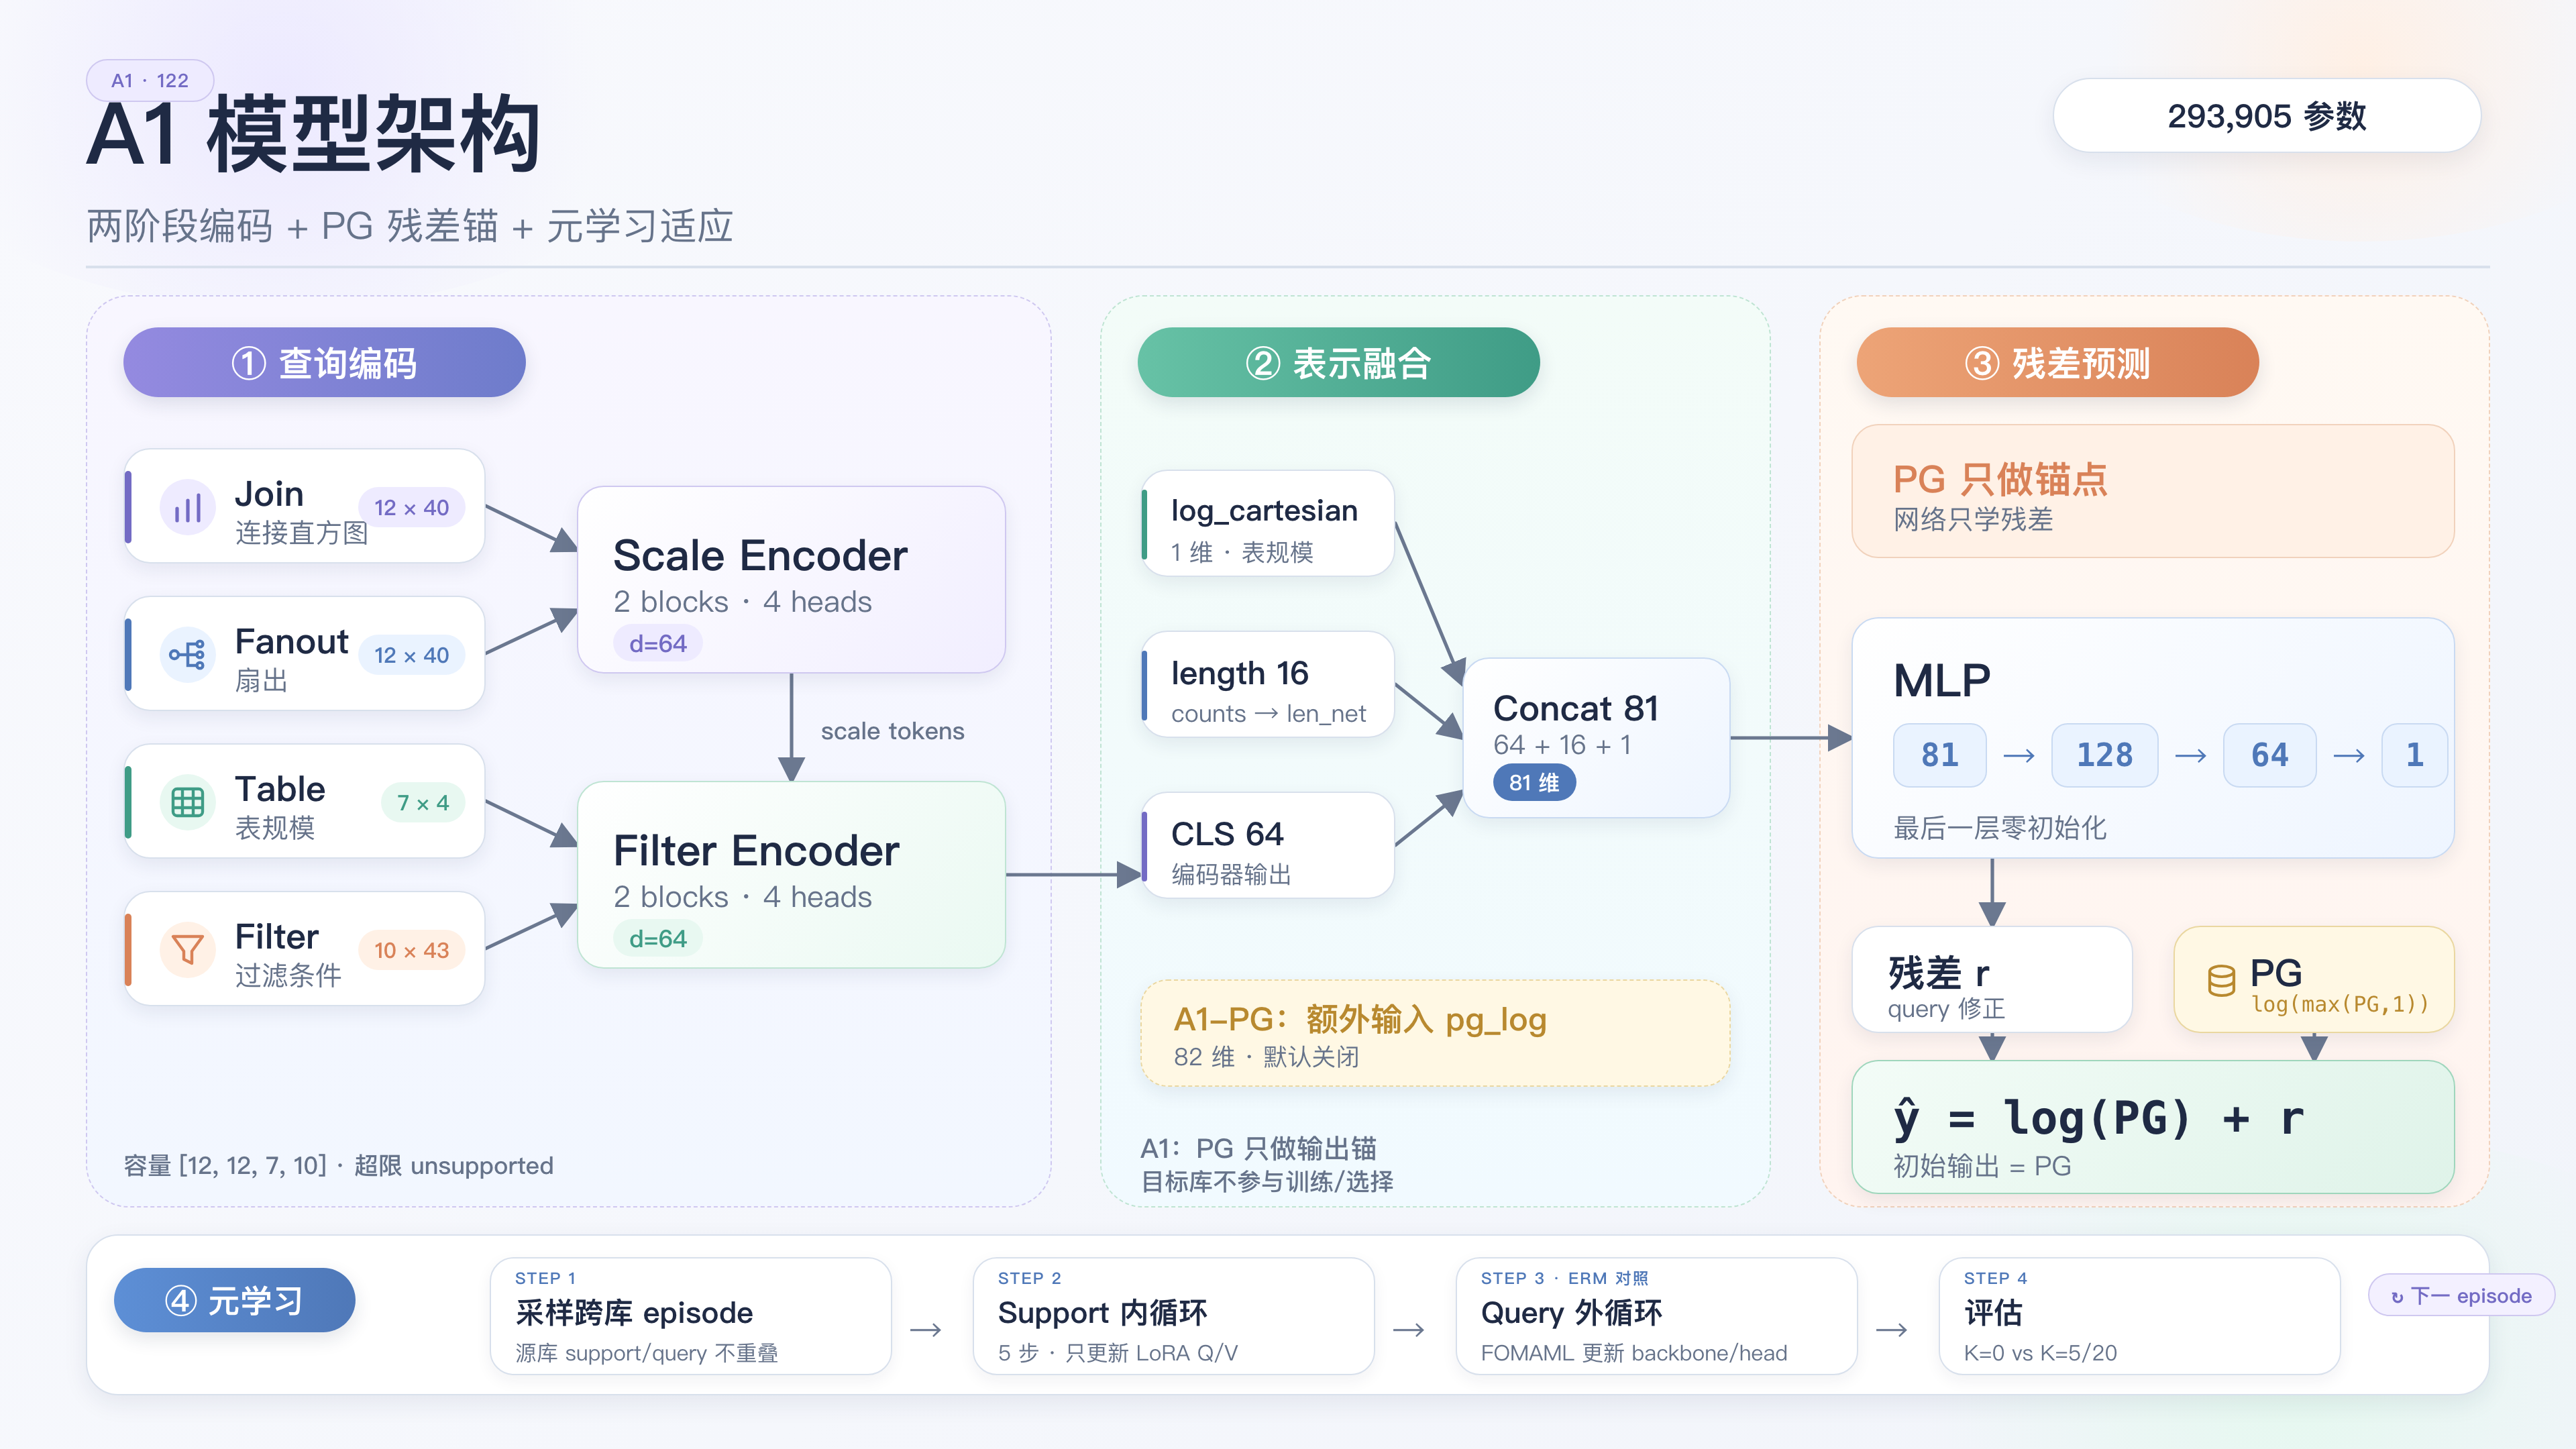 A1 · 122
A1 模型架构
293,905 参数
两阶段编码 + PG 残差锚 + 元学习适应
① 查询编码
Join
连接直方图
12 × 40
Fanout
扇出
12 × 40
Table
表规模
7 × 4
Filter
过滤条件
10 × 43
Scale Encoder
2 blocks · 4 heads
d=64
scale tokens
Filter Encoder
2 blocks · 4 heads
d=64
容量 [12, 12, 7, 10] · 超限 unsupported
② 表示融合
log_cartesian
1 维 · 表规模
length 16
counts → len_net
CLS 64
编码器输出
Concat 81
64 + 16 + 1
81 维
A1–PG：额外输入 pg_log
82 维 · 默认关闭
A1：PG 只做输出锚
目标库不参与训练/选择
③ 残差预测
PG 只做锚点
网络只学残差
MLP
81 → 128 → 64 → 1
最后一层零初始化
残差 r
query 修正
PG
log(max(PG,1))
ŷ = log(PG) + r
初始输出 = PG
④ 元学习
STEP 1
采样跨库 episode
源库 support/query 不重叠
→
STEP 2
Support 内循环
5 步 · 只更新 LoRA Q/V
→
STEP 3 · ERM 对照
Query 外循环
FOMAML 更新 backbone/head
→
STEP 4
评估
K=0 vs K=5/20
↻ 下一 episode